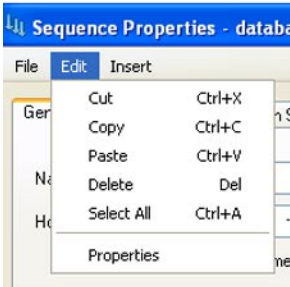 Sequence Properties - databa
File Edit Insert
Cut Ctrl+X
Copy Ctrl+C
Paste Ctrl+V
Delete Del
Select All Ctrl+A
Properties